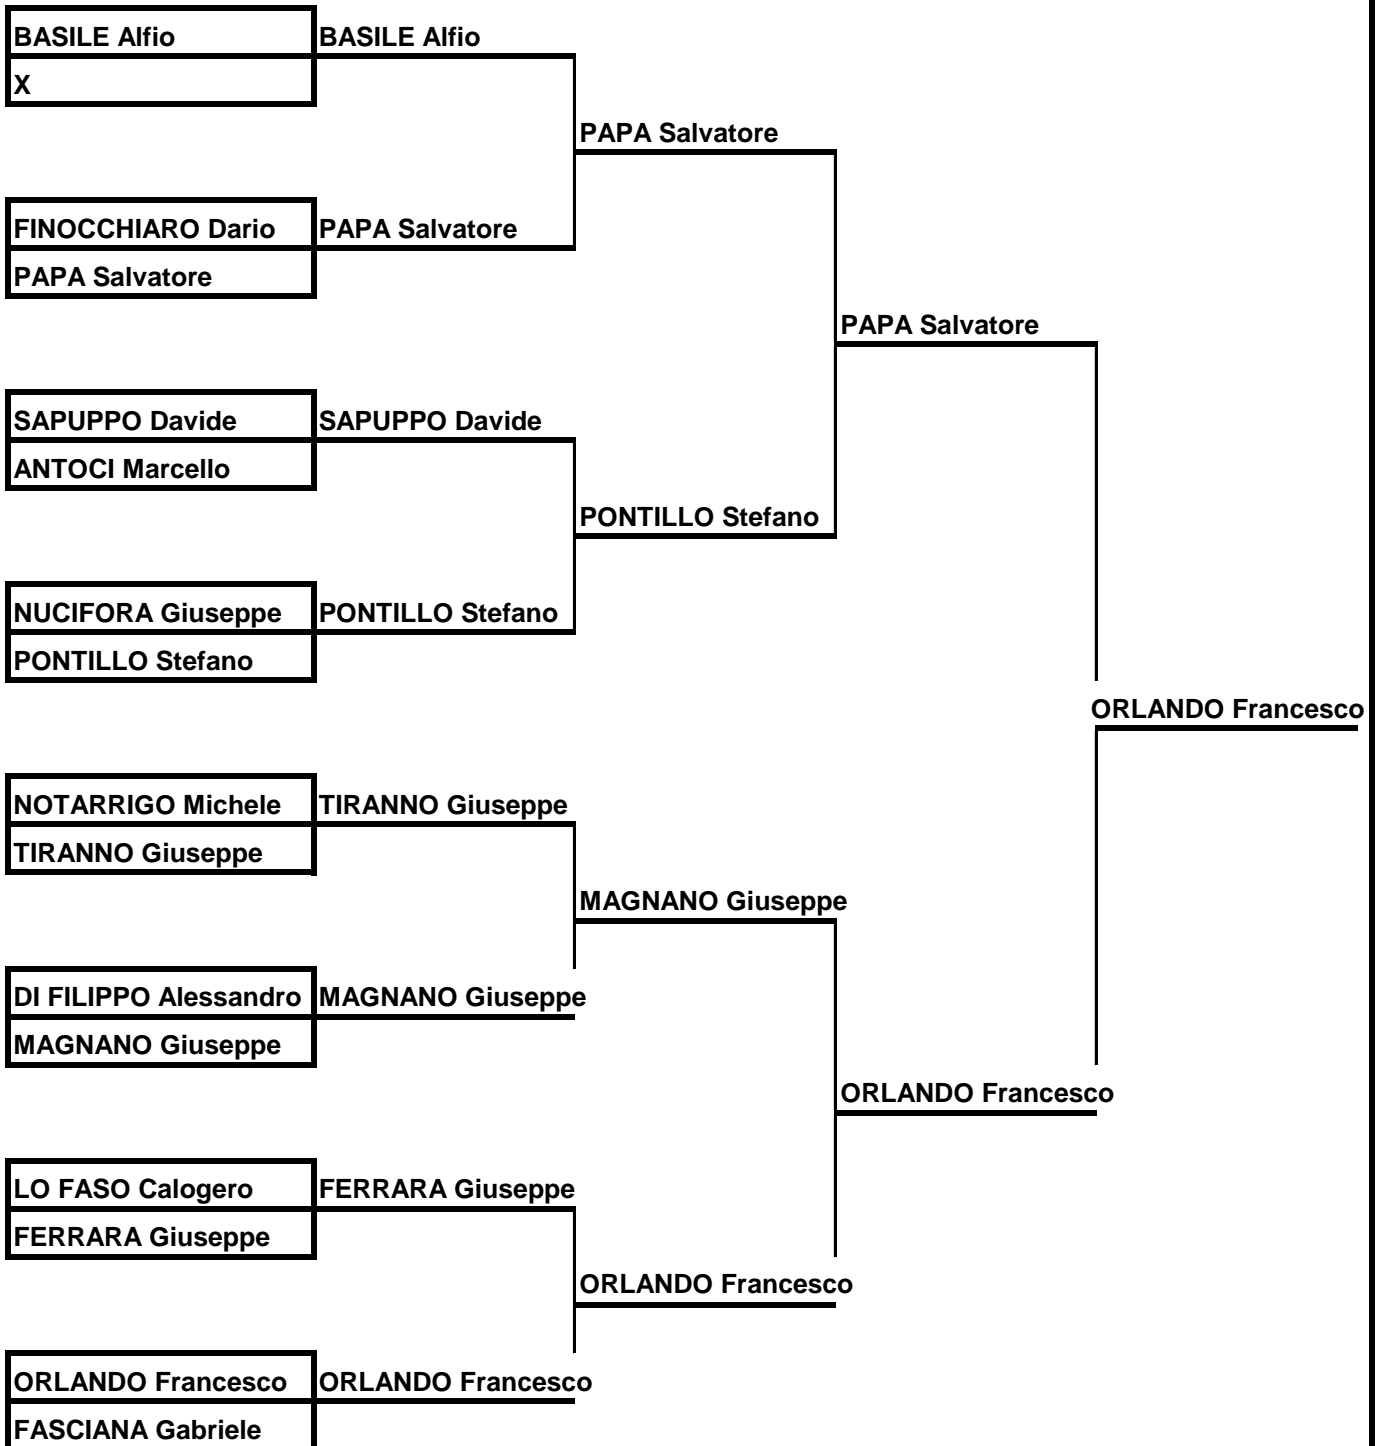 BASILE Alfio
BASILE Alfio
X
PAPA Salvatore
FINOCCHIARO Dario
PAPA Salvatore
PAPA Salvatore
PAPA Salvatore
SAPUPPO Davide
SAPUPPO Davide
ANTOCI Marcello
PONTILLO Stefano
NUCIFORA Giuseppe
PONTILLO Stefano
PONTILLO Stefano
ORLANDO Francesco
NOTARRIGO Michele
TIRANNO Giuseppe
TIRANNO Giuseppe
MAGNANO Giuseppe
DI FILIPPO Alessandro
MAGNANO Giuseppe
MAGNANO Giuseppe
ORLANDO Francesco
LO FASO Calogero
FERRARA Giuseppe
FERRARA Giuseppe
ORLANDO Francesco
ORLANDO Francesco
ORLANDO Francesco
FASCIANA Gabriele